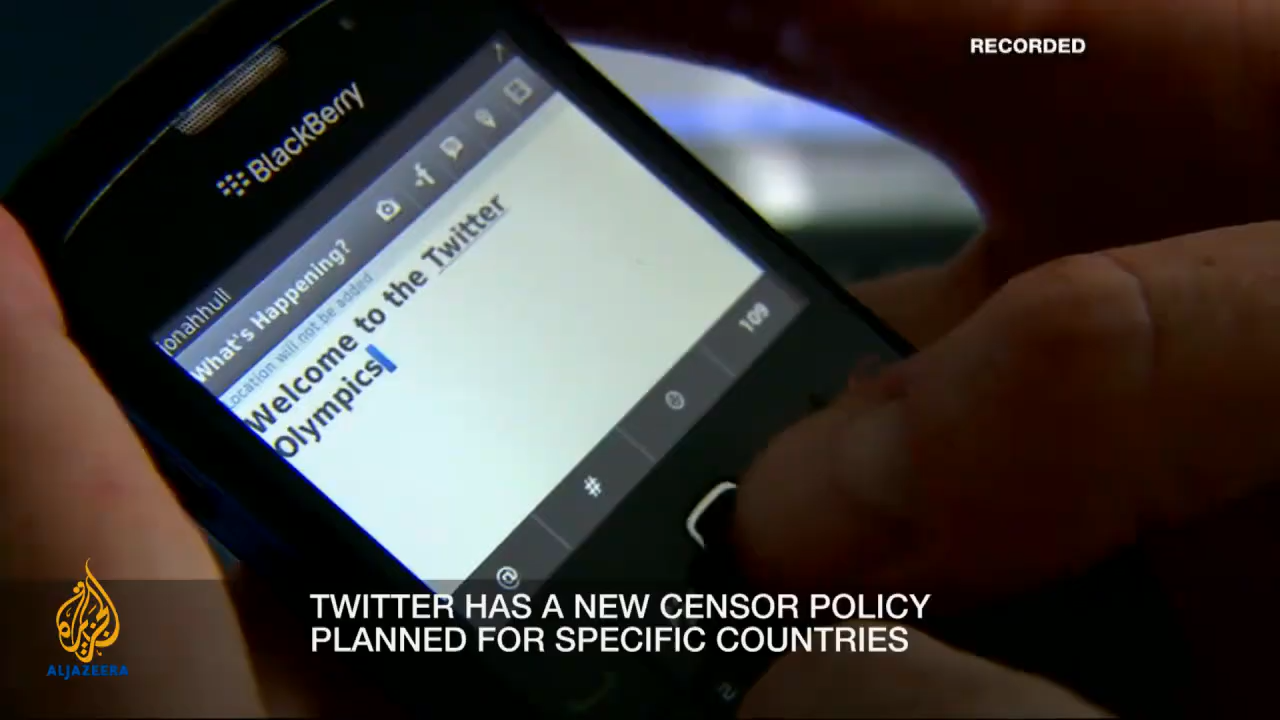 RECORDED
BlackBerry
jonahhull
What's Happening?
Location will not be added
Welcome to the Twitter
Olympics
109
#
@
TWITTER HAS A NEW CENSOR POLICY
PLANNED FOR SPECIFIC COUNTRIES
ALJAZEERA